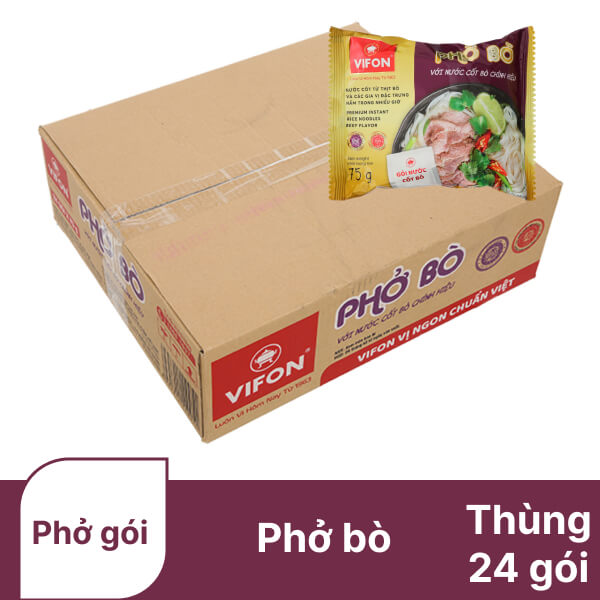 VIFON
PHỞ BÒ
VỚI NƯỚC CỐT BÒ CHÍNH HIỆU
NƯỚC CỐT TỪ THỊT BÒ
VÀ CÁC GIA VỊ ĐẶC TRƯNG
HẦM TRONG NHIỀU GIỜ
PREMIUM INSTANT
RICE NOODLES
BEEF FLAVOR
Net weight
75 g
GÓI NƯỚC
CỐT BÒ
PHỞ BÒ
VỚI NƯỚC CỐT BÒ CHÍNH HIỆU
VIFON VỊ NGON CHUẨN VIỆT
VIFON
Luôn Vì Hôm Nay Từ 1963
Phở gói
Phở bò
Thùng
24 gói